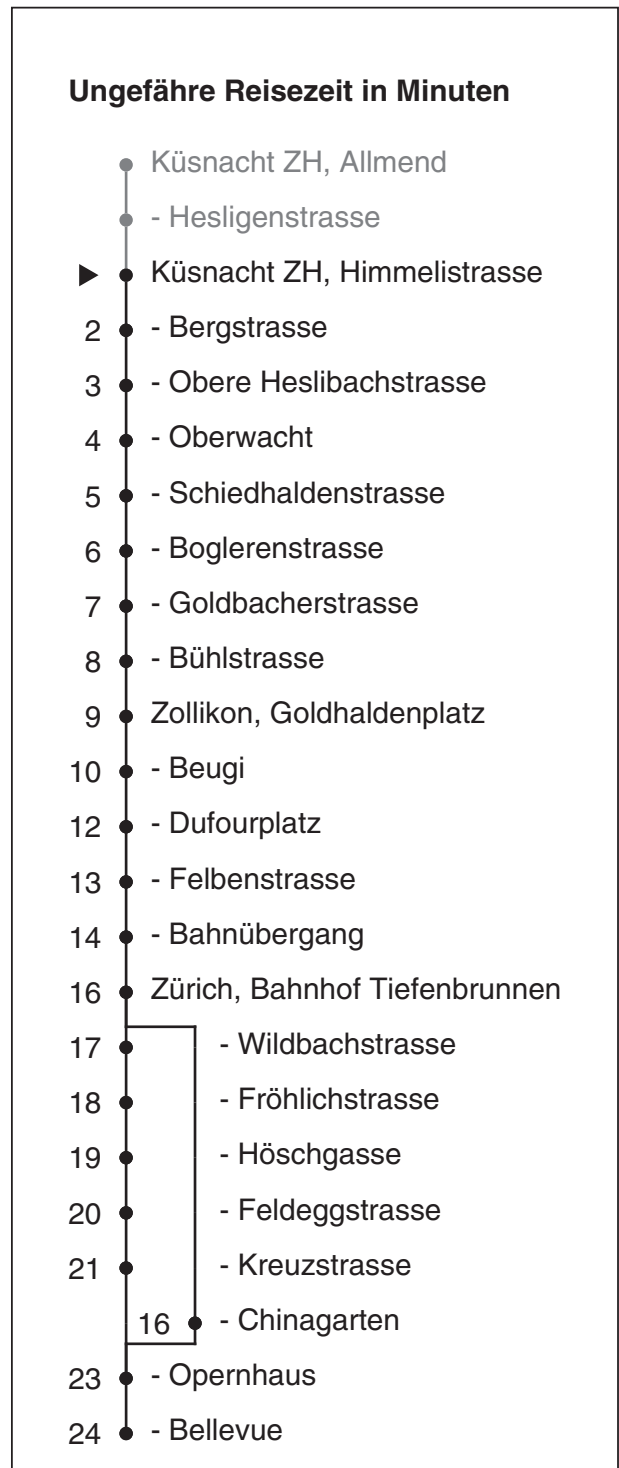 Ungefähre Reisezeit in Minuten
Küsnacht ZH, Allmend
- Hesligenstrasse
Küsnacht ZH, Himmelistrasse
2 - Bergstrasse
3 - Obere Heslibachstrasse
4 - Oberwacht
5 - Schiedhaldenstrasse
6 - Boglerenstrasse
7 - Goldbacherstrasse
8 - Bühlstrasse
9 Zollikon, Goldhaldenplatz
10 - Beugi
12 - Dufourplatz
13 - Felbenstrasse
14 - Bahnübergang
16 Zürich, Bahnhof Tiefenbrunnen
17 - Wildbachstrasse
18 - Fröhlichstrasse
19 - Höschgasse
20 - Feldeggstrasse
21 - Kreuzstrasse
16 - Chinagarten
23 - Opernhaus
24 - Bellevue